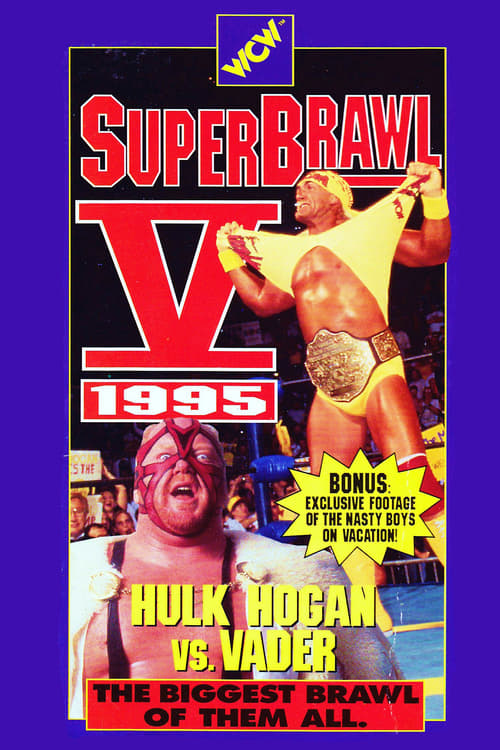 WCW™
SUPERBRAWL
V
1995
BONUS:
EXCLUSIVE FOOTAGE
OF THE NASTY BOYS
ON VACATION!
HULK HOGAN
VS. VADER
THE BIGGEST BRAWL
OF THEM ALL.